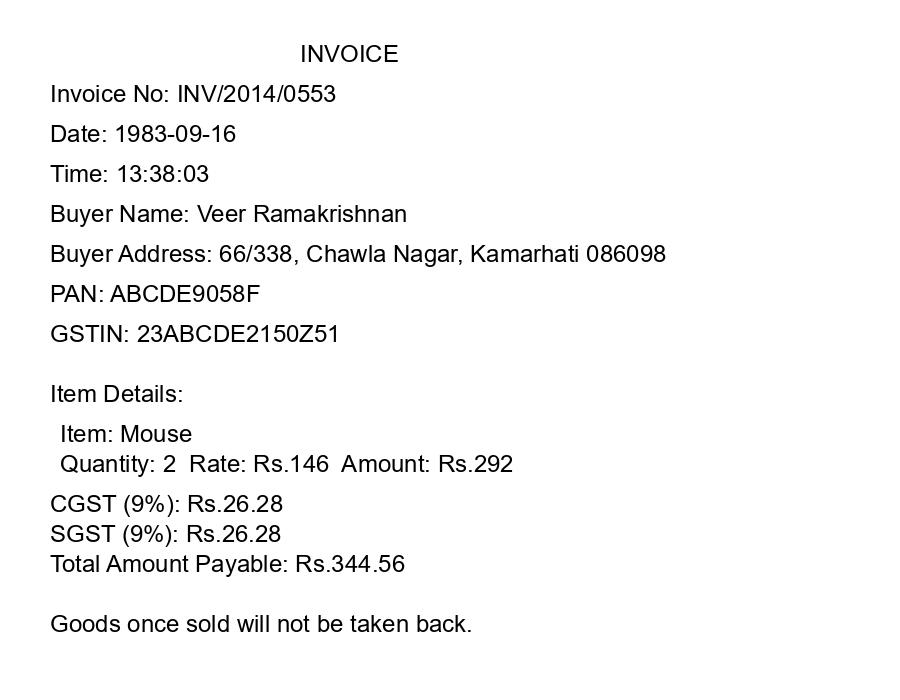 INVOICE
Invoice No: INV/2014/0553
Date: 1983-09-16
Time: 13:38:03
Buyer Name: Veer Ramakrishnan
Buyer Address: 66/338, Chawla Nagar, Kamarhati 086098
PAN: ABCDE9058F
GSTIN: 23ABCDE2150Z51
Item Details:
Item: Mouse
Quantity: 2  Rate: Rs.146  Amount: Rs.292
CGST (9%): Rs.26.28
SGST (9%): Rs.26.28
Total Amount Payable: Rs.344.56
Goods once sold will not be taken back.